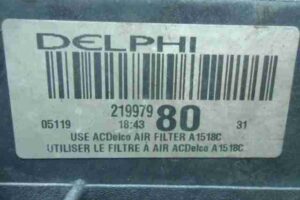 DELPHI
219979 80
05119 18:43 31
USE ACDelco AIR FILTER A1518C
UTILISER LE FILTRE À AIR ACDelco A1518C